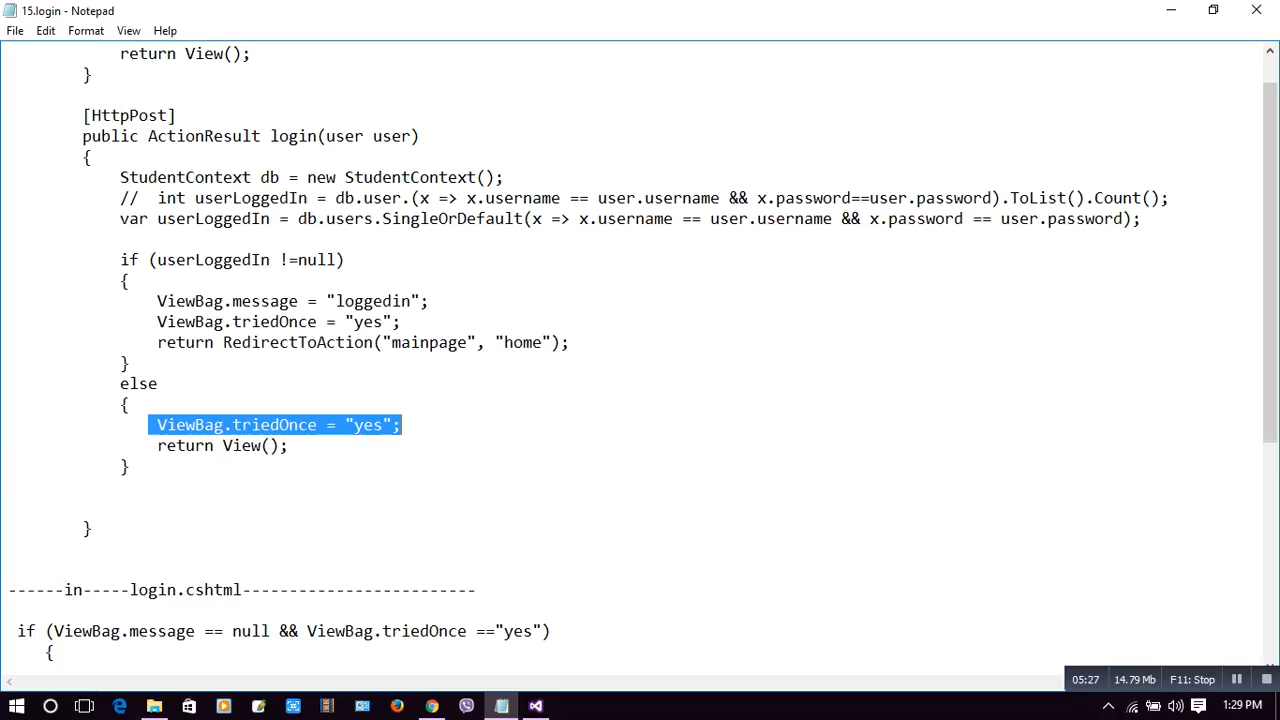 15.login - Notepad
File Edit Format View Help
return View();
}
[HttpPost]
public ActionResult login(user user)
{
StudentContext db = new StudentContext();
// int userLoggedIn = db.user.(x => x.username == user.username && x.password==user.password).ToList().Count();
var userLoggedIn = db.users.SingleOrDefault(x => x.username == user.username && x.password == user.password);
if (userLoggedIn !=null)
{
ViewBag.message = "loggedin";
ViewBag.triedOnce = "yes";
return RedirectToAction("mainpage", "home");
}
else
{
ViewBag.triedOnce = "yes";
return View();
}
}
------in-----login.cshtml-------------------------
if (ViewBag.message == null && ViewBag.triedOnce =="yes")
{
05:27 14.79 Mb F11: Stop
1:29 PM